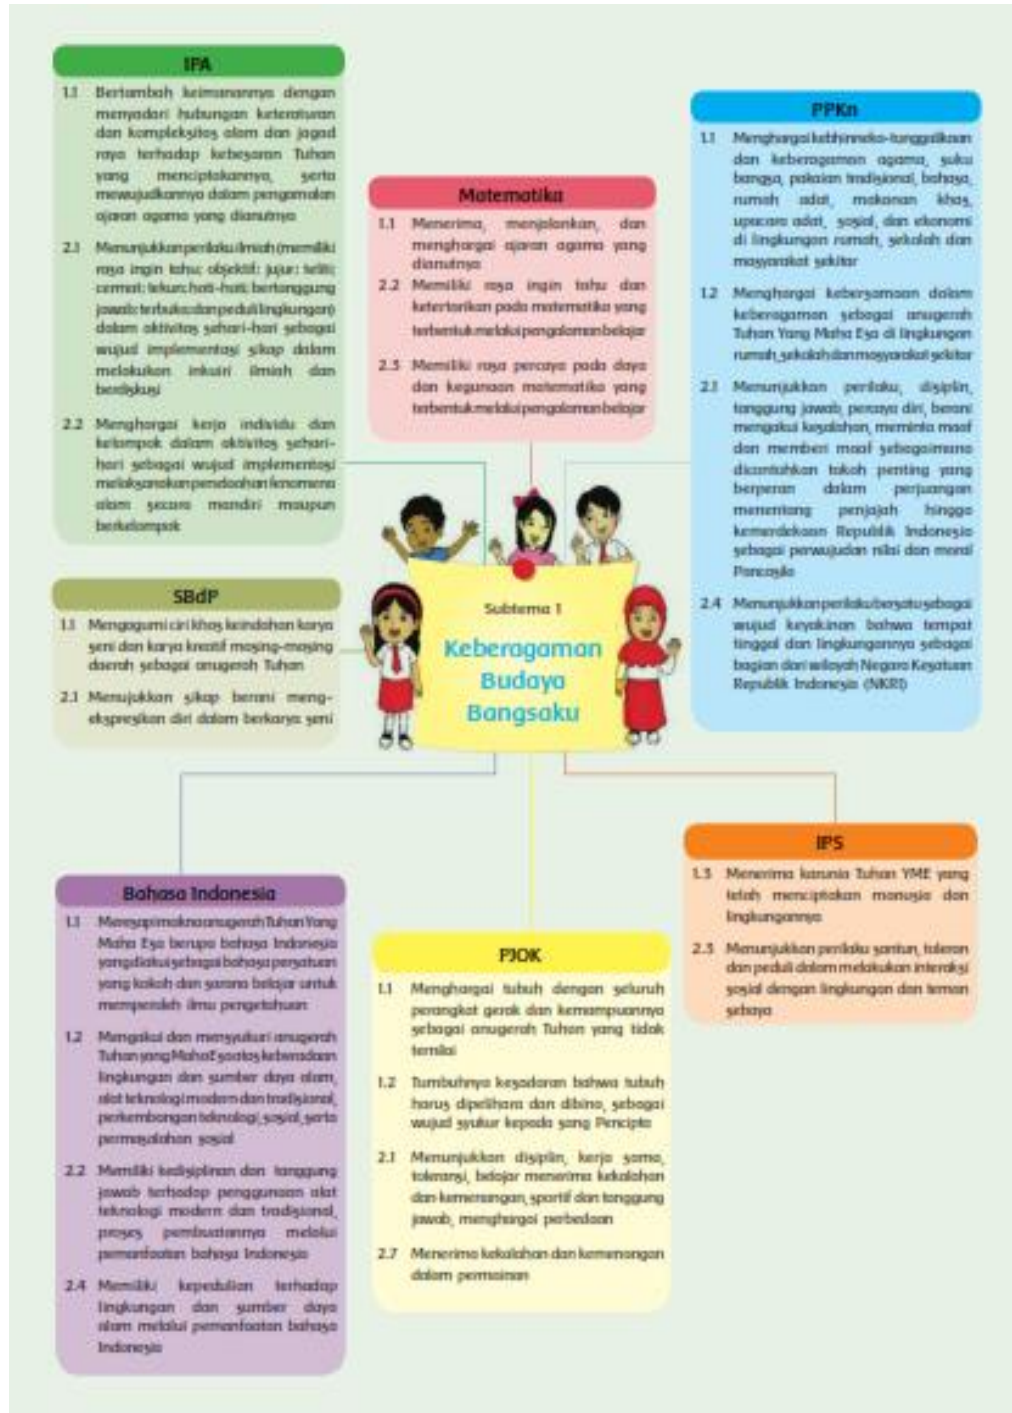 IPA
1.1 Bertambah keimanannya dengan
menyadari hubungan keteraturan
dan kompleksitas alam dan jagad
raya terhadap kebesaran Tuhan
yang menciptakannya, serta
mewujudkannya dalam pengamalan
ajaran agama yang dianutnya
2.1 Menunjukkan perilaku ilmiah (memiliki
rasa ingin tahu; objektif; jujur; teliti;
cermat; tekun; hati-hati; bertanggung
jawab; terbuka; dan peduli lingkungan)
dalam aktivitas sehari-hari sebagai
wujud implementasi sikap dalam
melakukan inkuiri ilmiah dan
berdiskusi
2.2 Menghargai kerja individu dan
kelompok dalam aktivitas sehari-
hari sebagai wujud implementasi
melaksanakan penelaahan fenomena
alam secara mandiri maupun
berkelompok
Matematika
1.1 Menerima, menjalankan, dan
menghargai ajaran agama yang
dianutnya
2.2 Memiliki rasa ingin tahu dan
ketertarikan pada matematika yang
terbentuk melalui pengalaman belajar
2.3 Memiliki rasa percaya pada daya
dan kegunaan matematika yang
terbentuk melalui pengalaman belajar
PPKn
1.1 Menghargai kebhinneka-tunggalikaan
dan keberagaman agama, suku
bangsa, pakaian tradisional, bahasa,
rumah adat, makanan khas,
upacara adat, sosial, dan ekonomi
di lingkungan rumah, sekolah dan
masyarakat sekitar
1.2 Menghargai kebersamaan dalam
keberagaman sebagai anugerah
Tuhan Yang Maha Esa di lingkungan
rumah, sekolah dan masyarakat sekitar
2.1 Menunjukkan perilaku, disiplin,
tanggung jawab, percaya diri, berani
mengakui kesalahan, meminta maaf
dan memberi maaf sebagaimana
dicontohkan tokoh penting yang
berperan dalam perjuangan
menentang penjajah hingga
kemerdekaan Republik Indonesia
sebagai perwujudan nilai dan moral
Pancasila
2.4 Menunjukkan perilaku bersatu sebagai
wujud keyakinan bahwa tempat
tinggal dan lingkungannya sebagai
bagian dari wilayah Negara Kesatuan
Republik Indonesia (NKRI)
SBdP
1.1 Mengagumi ciri khas keindahan karya
seni dan karya kreatif masing-masing
daerah sebagai anugerah Tuhan
2.1 Menujukkan sikap berani meng-
ekspresikan diri dalam berkarya seni
Subtema 1
Keberagaman
Budaya
Bangsaku
Bahasa Indonesia
1.1 Meresapi makna anugerah Tuhan Yang
Maha Esa berupa bahasa Indonesia
yang diakui sebagai bahasa persatuan
yang kokoh dan sarana belajar untuk
memperoleh ilmu pengetahuan
1.2 Mengakui dan mensyukuri anugerah
Tuhan yang Maha Esa atas keberadaan
lingkungan dan sumber daya alam,
alat teknologi modern dan tradisional,
perkembangan teknologi, sosial, serta
permasalahan sosial
2.2 Memiliki kedisiplinan dan tanggung
jawab terhadap penggunaan alat
teknologi modern dan tradisional,
proses pembuatannya melalui
pemanfaatan bahasa Indonesia
2.4 Memiliki kepedulian terhadap
lingkungan dan sumber daya
alam melalui pemanfaatan bahasa
Indonesia
PJOK
1.1 Menghargai tubuh dengan seluruh
perangkat gerak dan kemampuannya
sebagai anugerah Tuhan yang tidak
ternilai
1.2 Tumbuhnya kesadaran bahwa tubuh
harus dipelihara dan dibina, sebagai
wujud syukur kepada sang Pencipta
2.1 Menunjukkan disiplin, kerja sama,
toleransi, belajar menerima kekalahan
dan kemenangan, sportif dan tanggung
jawab, menghargai perbedaan
2.7 Menerima kekalahan dan kemenangan
dalam permainan
IPS
1.3 Menerima karunia Tuhan YME yang
telah menciptakan manusia dan
lingkungannya
2.3 Menunjukkan perilaku santun, toleran
dan peduli dalam melakukan interaksi
sosial dengan lingkungan dan teman
sebaya